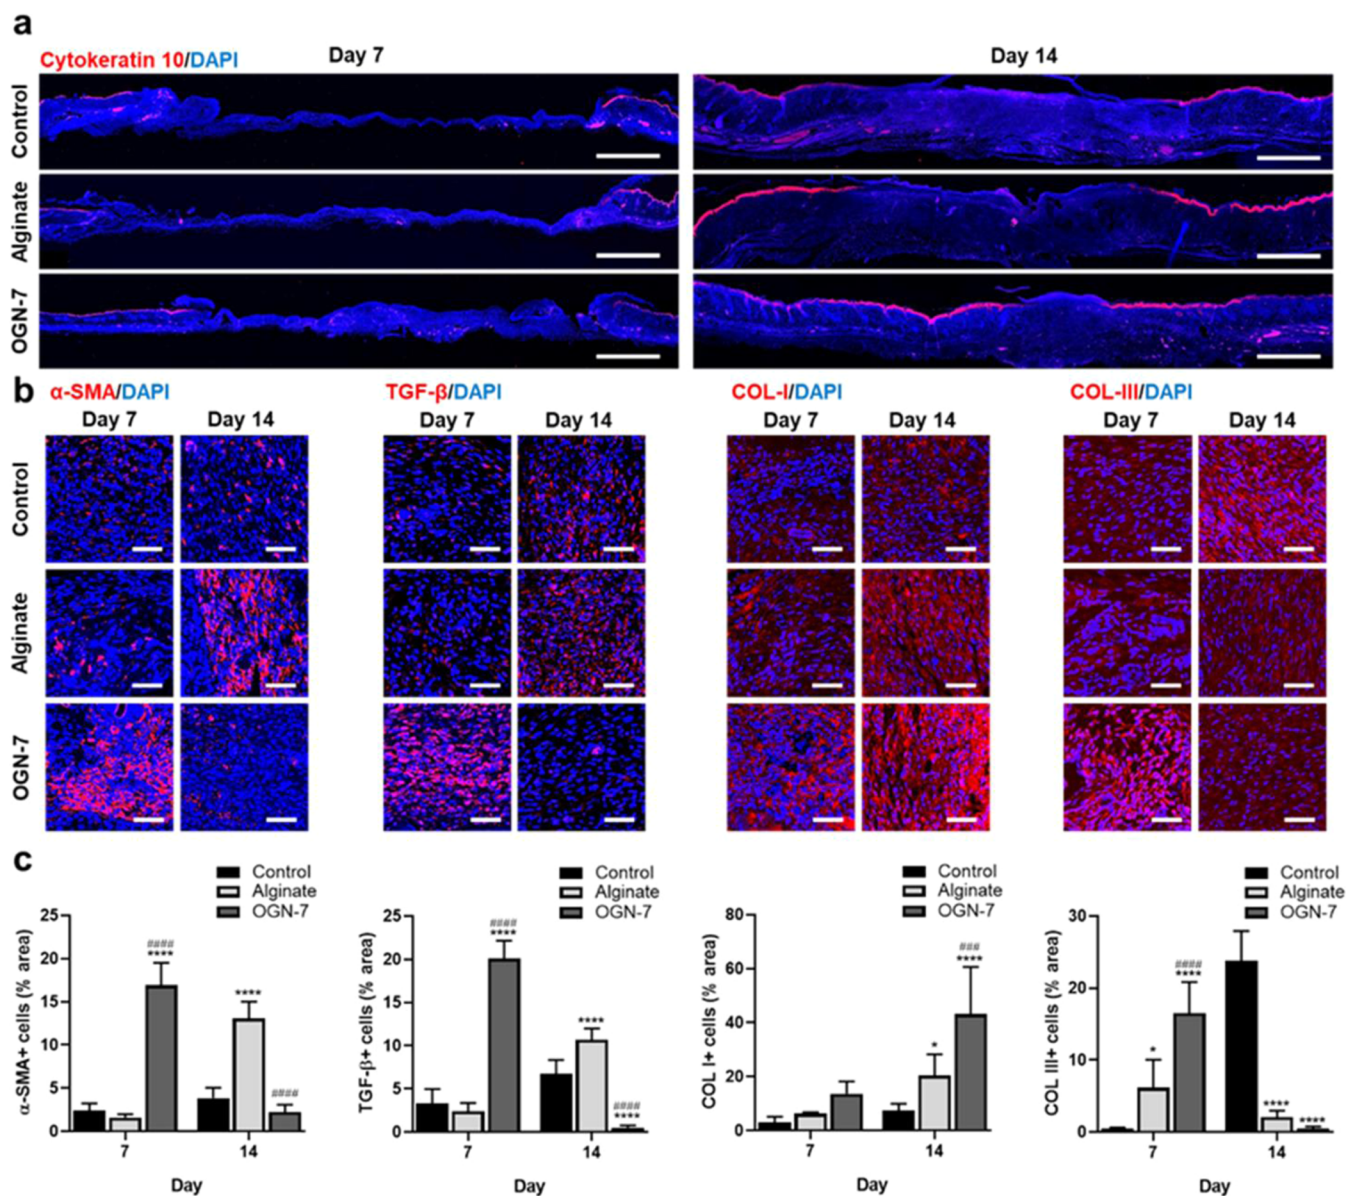 a
Cytokeratin 10/DAPI
Day 7
Day 14
Control
Alginate
OGN-7
b
α-SMA/DAPI
TGF-β/DAPI
COL-I/DAPI
COL-III/DAPI
Day 7
Day 14
Day 7
Day 14
Day 7
Day 14
Day 7
Day 14
Control
Alginate
OGN-7
c
Control
Alginate
OGN-7
α-SMA+ cells (% area)
25
20
15
10
5
0
####
****
****
####
7
14
Day
Control
Alginate
OGN-7
TGF-β+ cells (% area)
25
20
15
10
5
0
####
****
****
####
****
7
14
Day
Control
Alginate
OGN-7
COL I+ cells (% area)
80
60
40
20
0
*
###
****
7
14
Day
Control
Alginate
OGN-7
COL III+ cells (% area)
30
20
10
0
*
####
****
****
****
7
14
Day